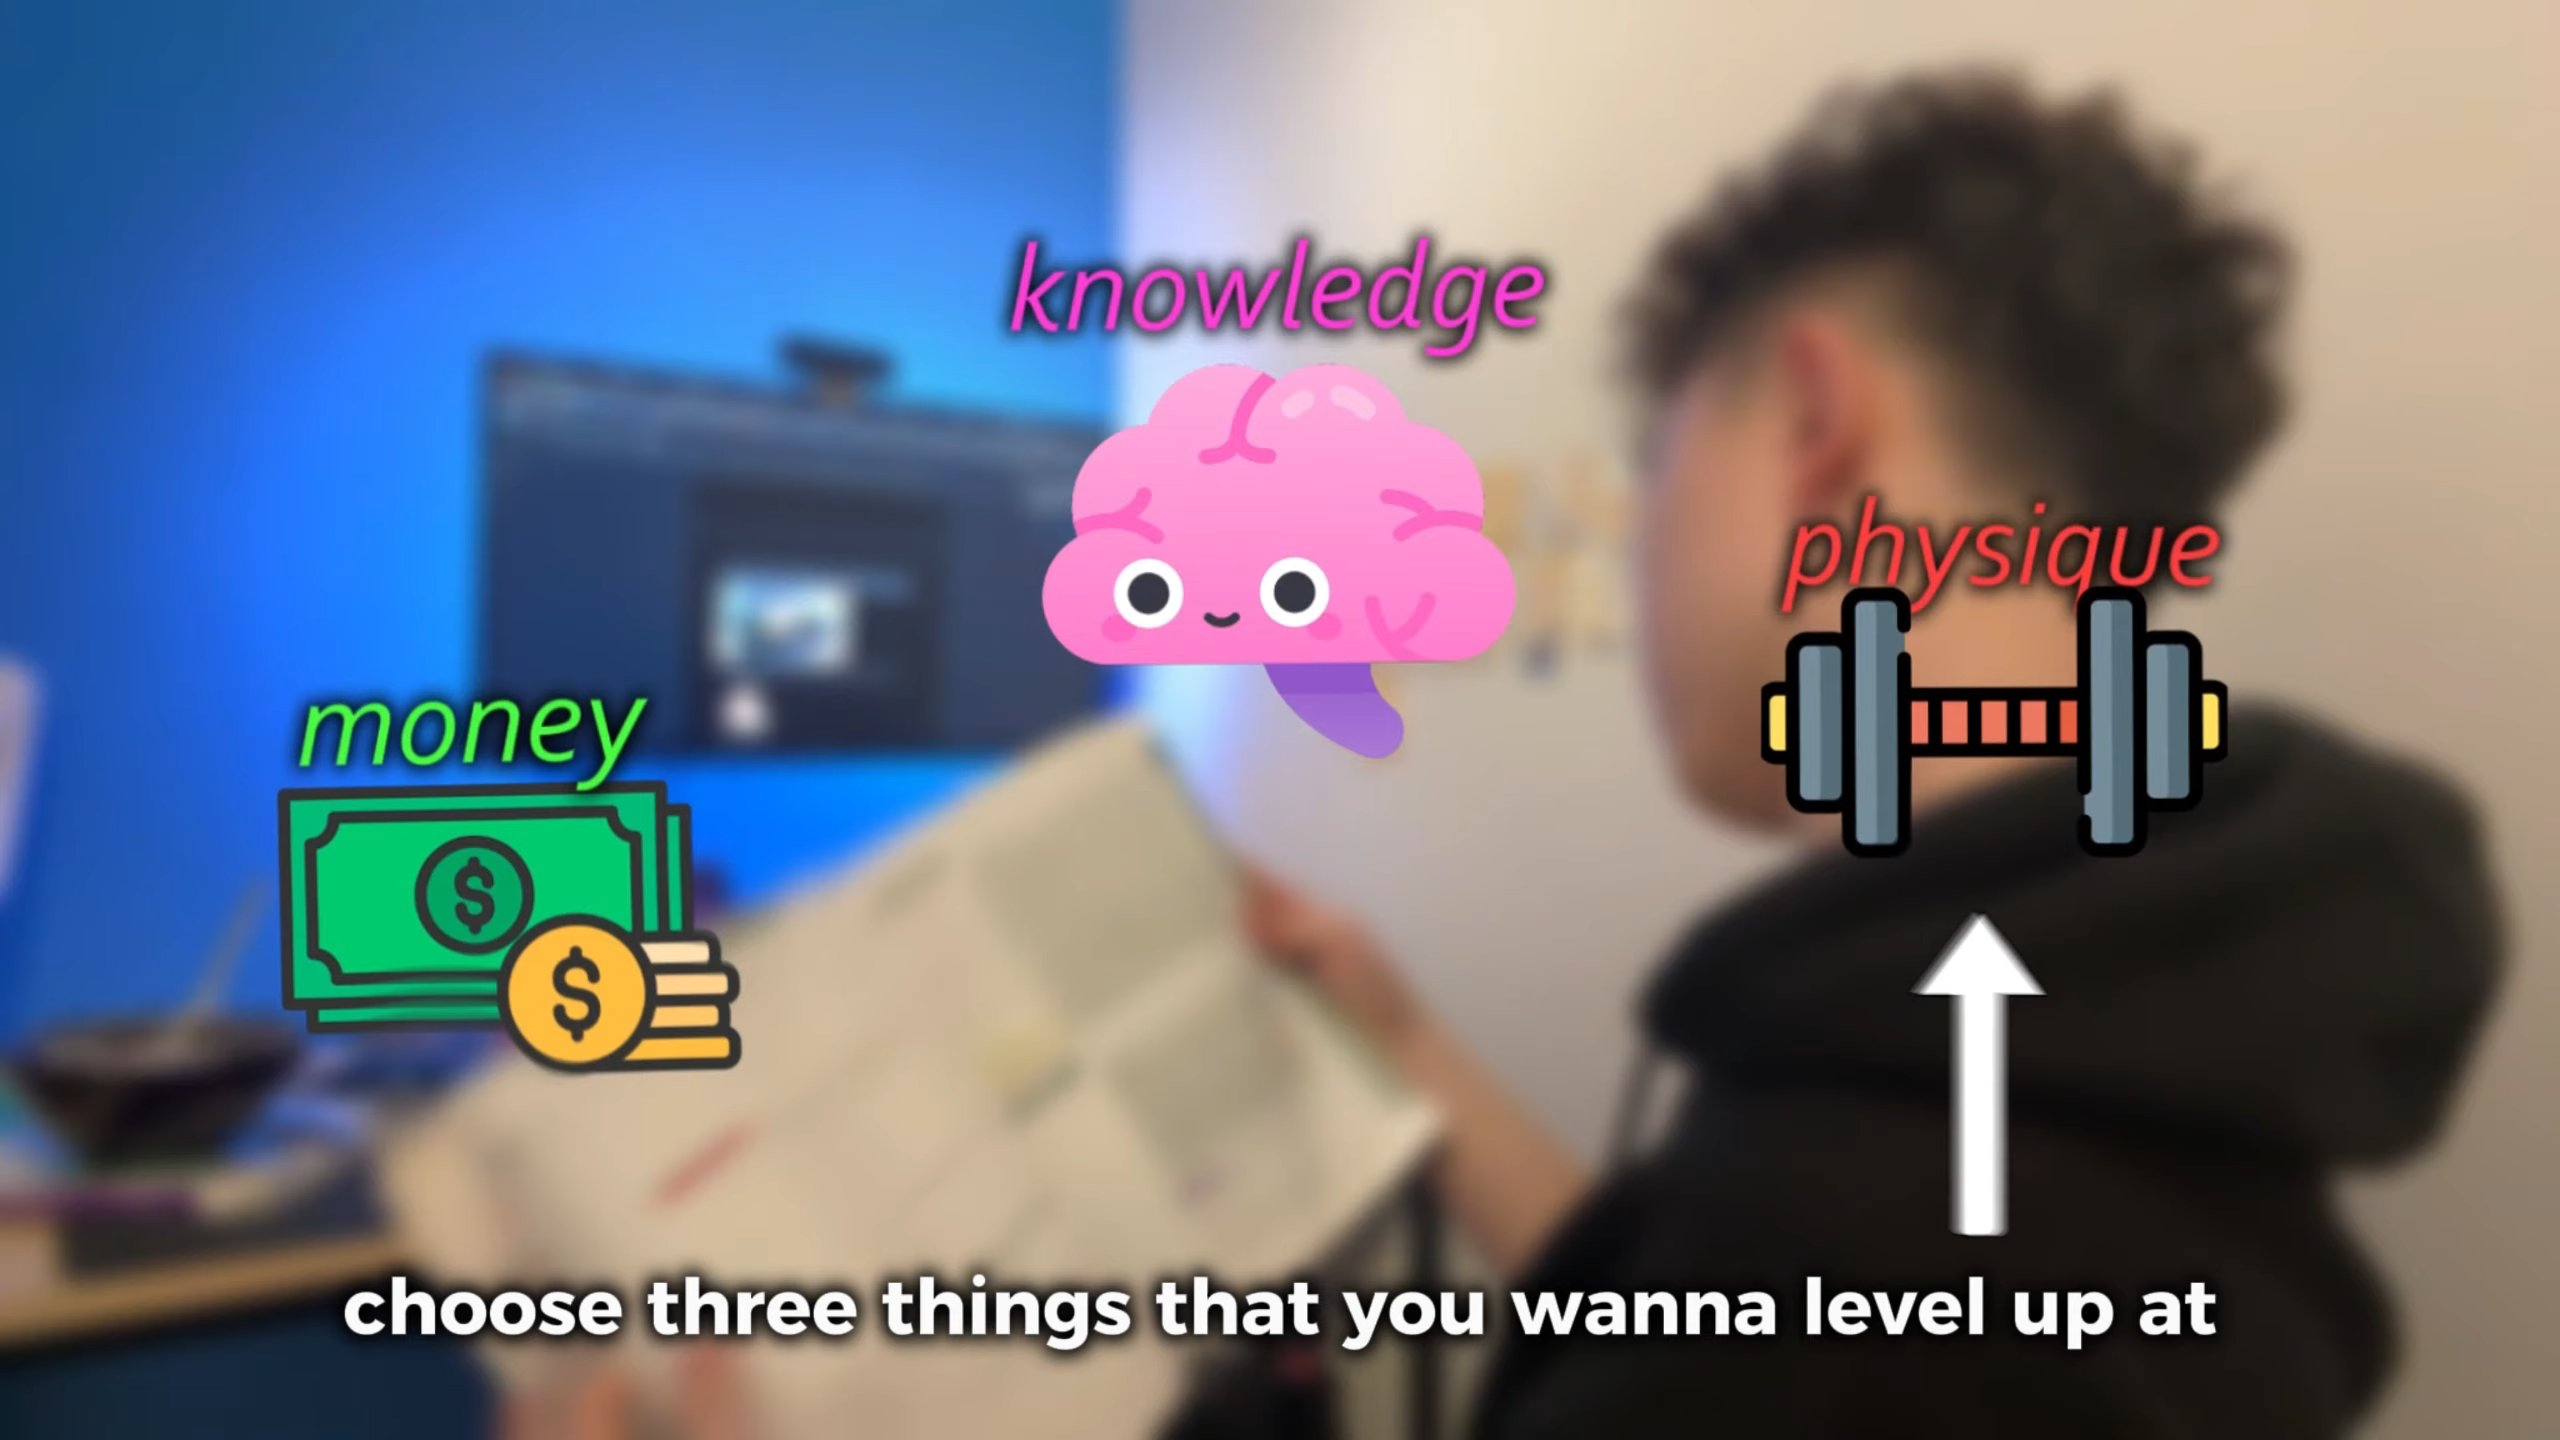 knowledge
physique
money
$
$
choose three things that you wanna level up at